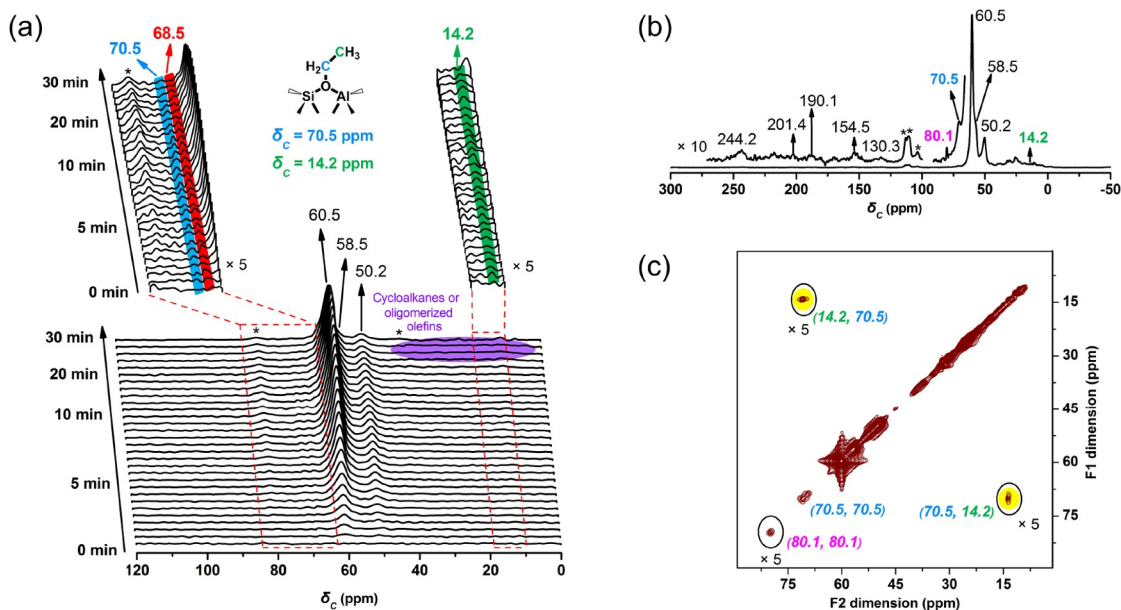 (a)
70.5
68.5
14.2
30 min
20 min
10 min
5 min
0 min
*
× 5
CH3
H2C
O
Si Al
δC = 70.5 ppm
δC = 14.2 ppm
× 5
60.5
58.5
50.2
Cycloalkanes or
oligomerized
olefins
*
*
30 min
20 min
10 min
5 min
0 min
120 100 80 60 40 20 0
δC (ppm)
(b)
60.5
70.5
58.5
190.1
244.2
201.4
154.5
130.3
**
*
80.1
50.2
14.2
× 10
300 250 200 150 100 50 0 -50
δC (ppm)
(c)
(14.2, 70.5)
× 5
(70.5, 70.5)
(70.5, 14.2)
× 5
(80.1, 80.1)
× 5
15
30
45
60
75
F1 dimension (ppm)
75 60 45 30 15
F2 dimension (ppm)